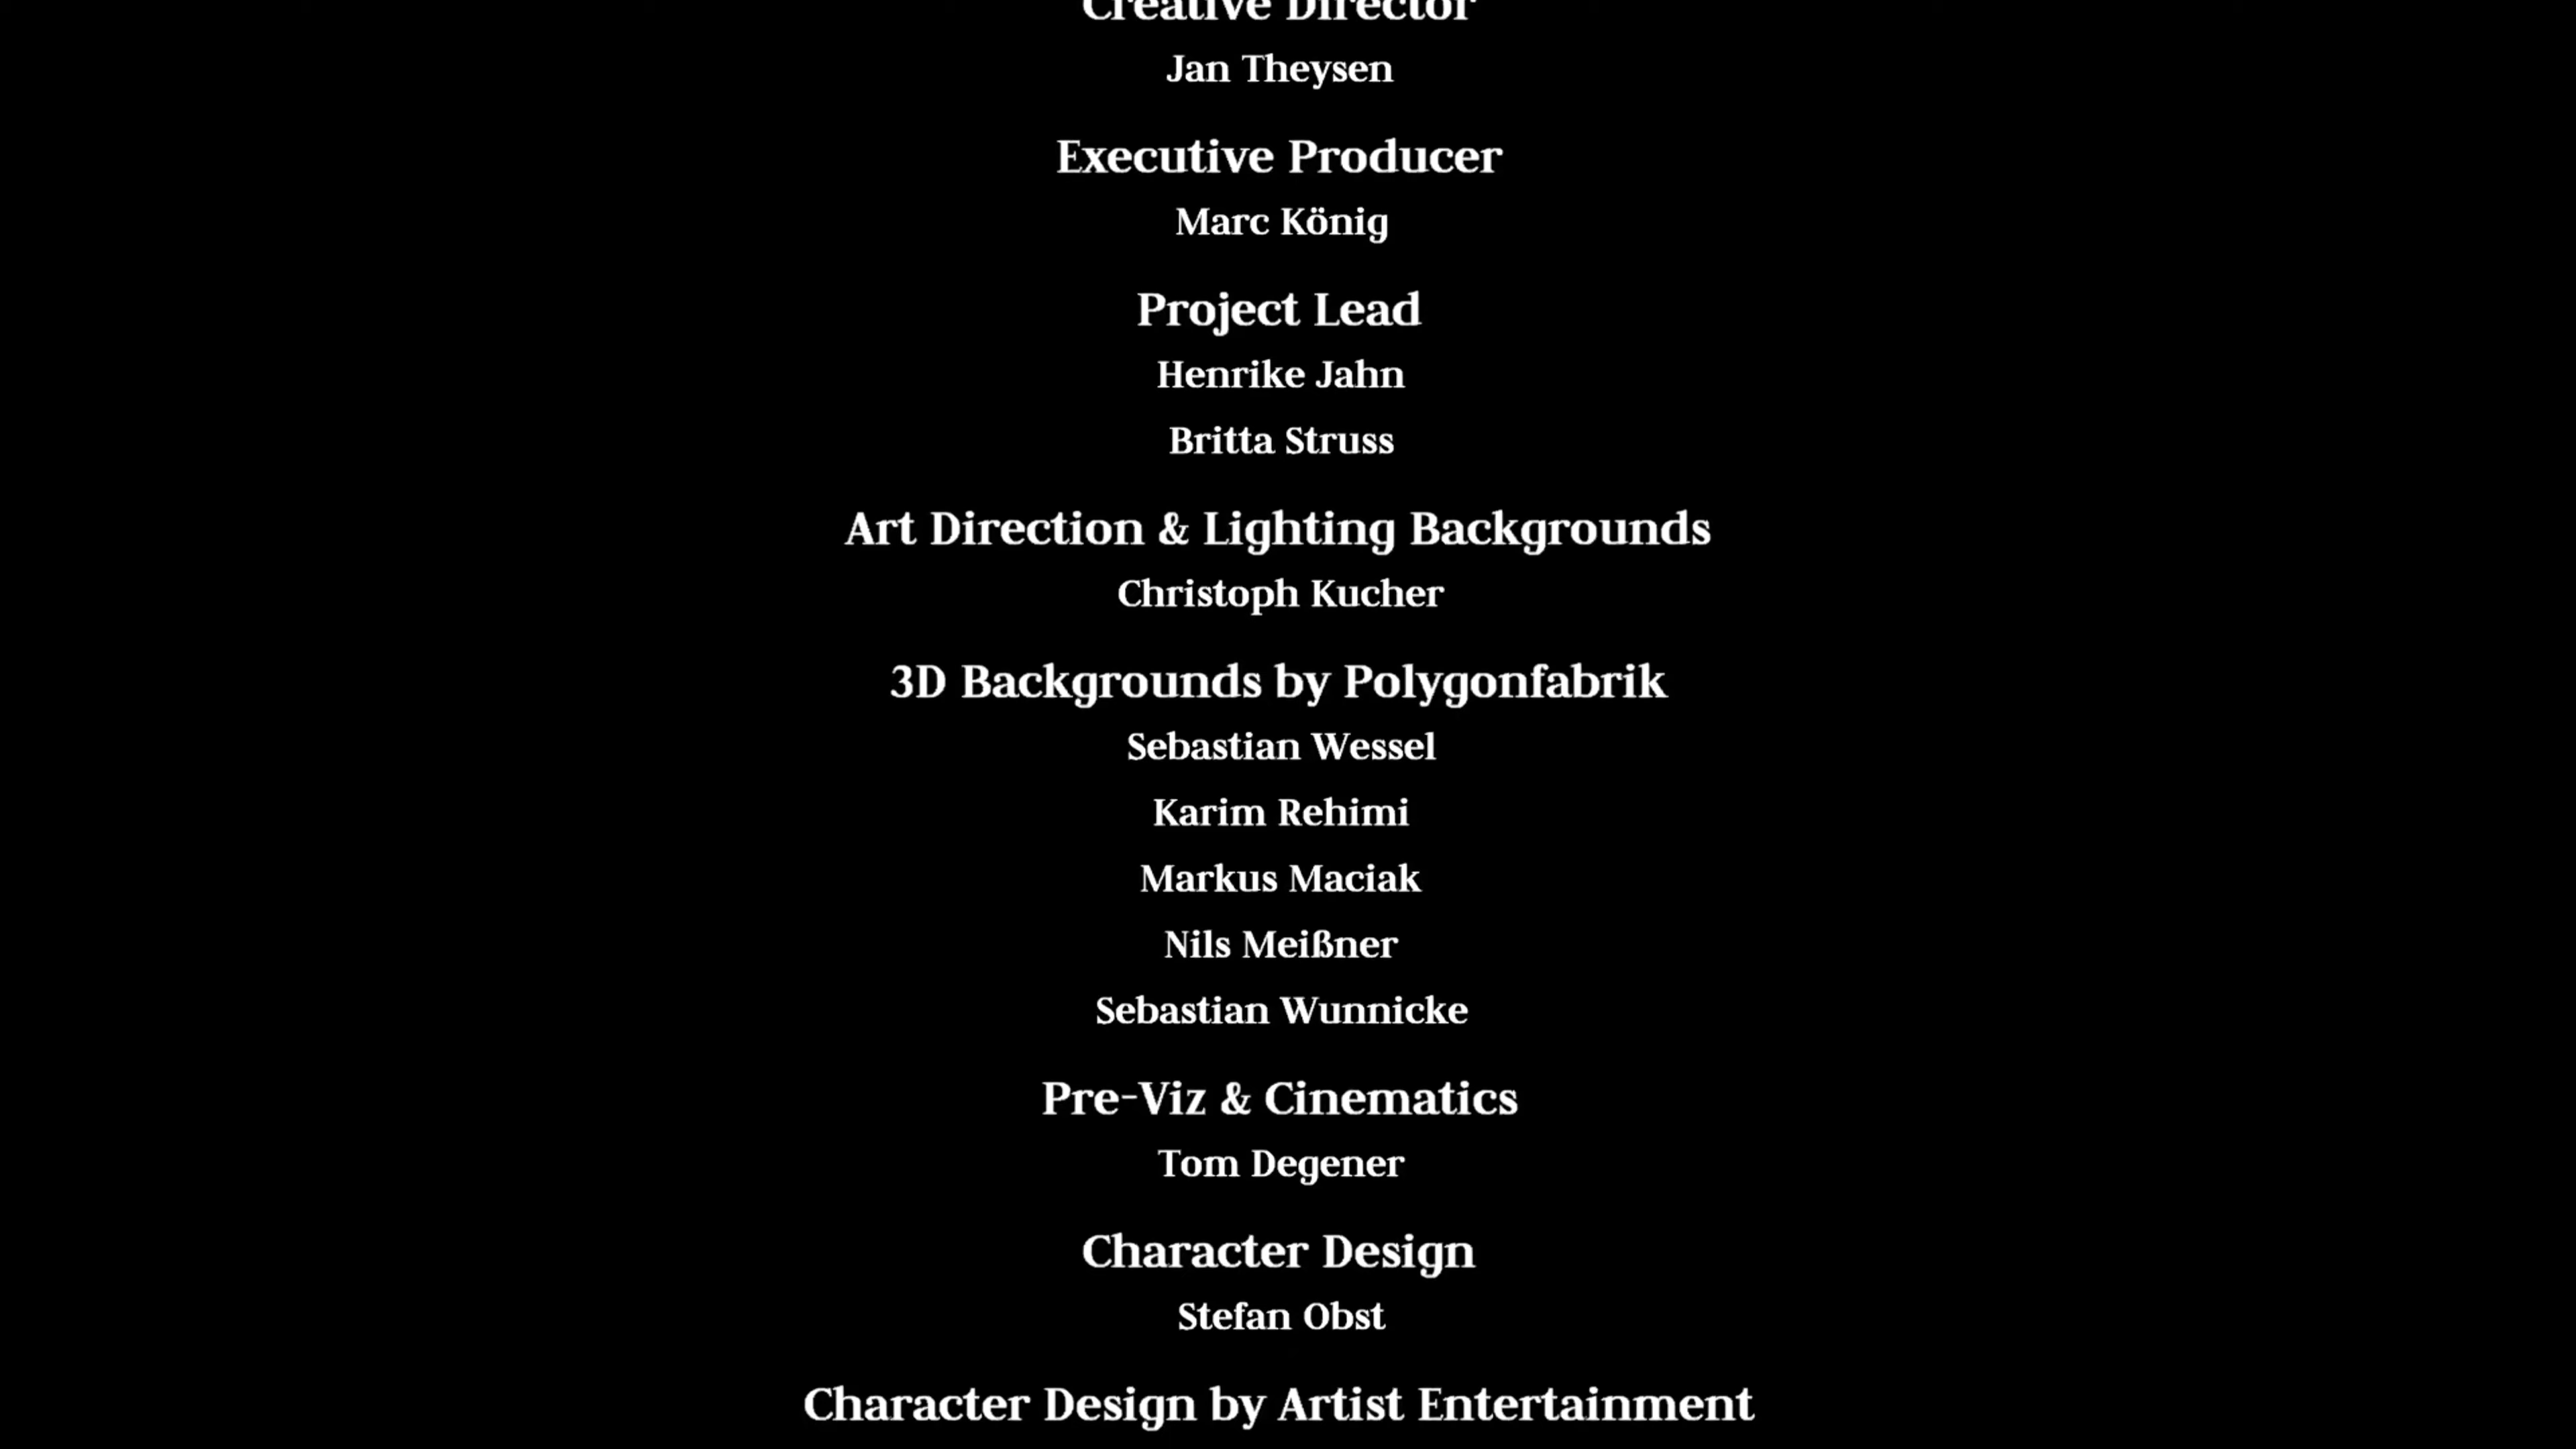 Creative Director
Jan Theysen
Executive Producer
Marc König
Project Lead
Henrike Jahn
Britta Struss
Art Direction & Lighting Backgrounds
Christoph Kucher
3D Backgrounds by Polygonfabrik
Sebastian Wessel
Karim Rehimi
Markus Maciak
Nils Meißner
Sebastian Wunnicke
Pre-Viz & Cinematics
Tom Degener
Character Design
Stefan Obst
Character Design by Artist Entertainment